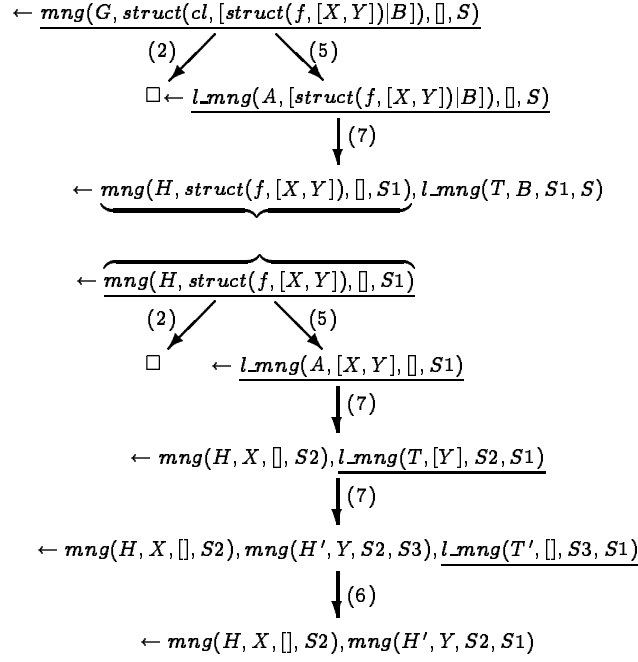 ← mng(G, struct(cl, [struct(f, [X, Y])|B]), [], S)
(2) (5)
□ ← l_mng(A, [struct(f, [X, Y])|B]), [], S)
(7)
← mng(H, struct(f, [X, Y]), [], S1), l_mng(T, B, S1, S)
← mng(H, struct(f, [X, Y]), [], S1)
(2) (5)
□ ← l_mng(A, [X, Y], [], S1)
(7)
← mng(H, X, [], S2), l_mng(T, [Y], S2, S1)
(7)
← mng(H, X, [], S2), mng(H', Y, S2, S3), l_mng(T', [], S3, S1)
(6)
← mng(H, X, [], S2), mng(H', Y, S2, S1)